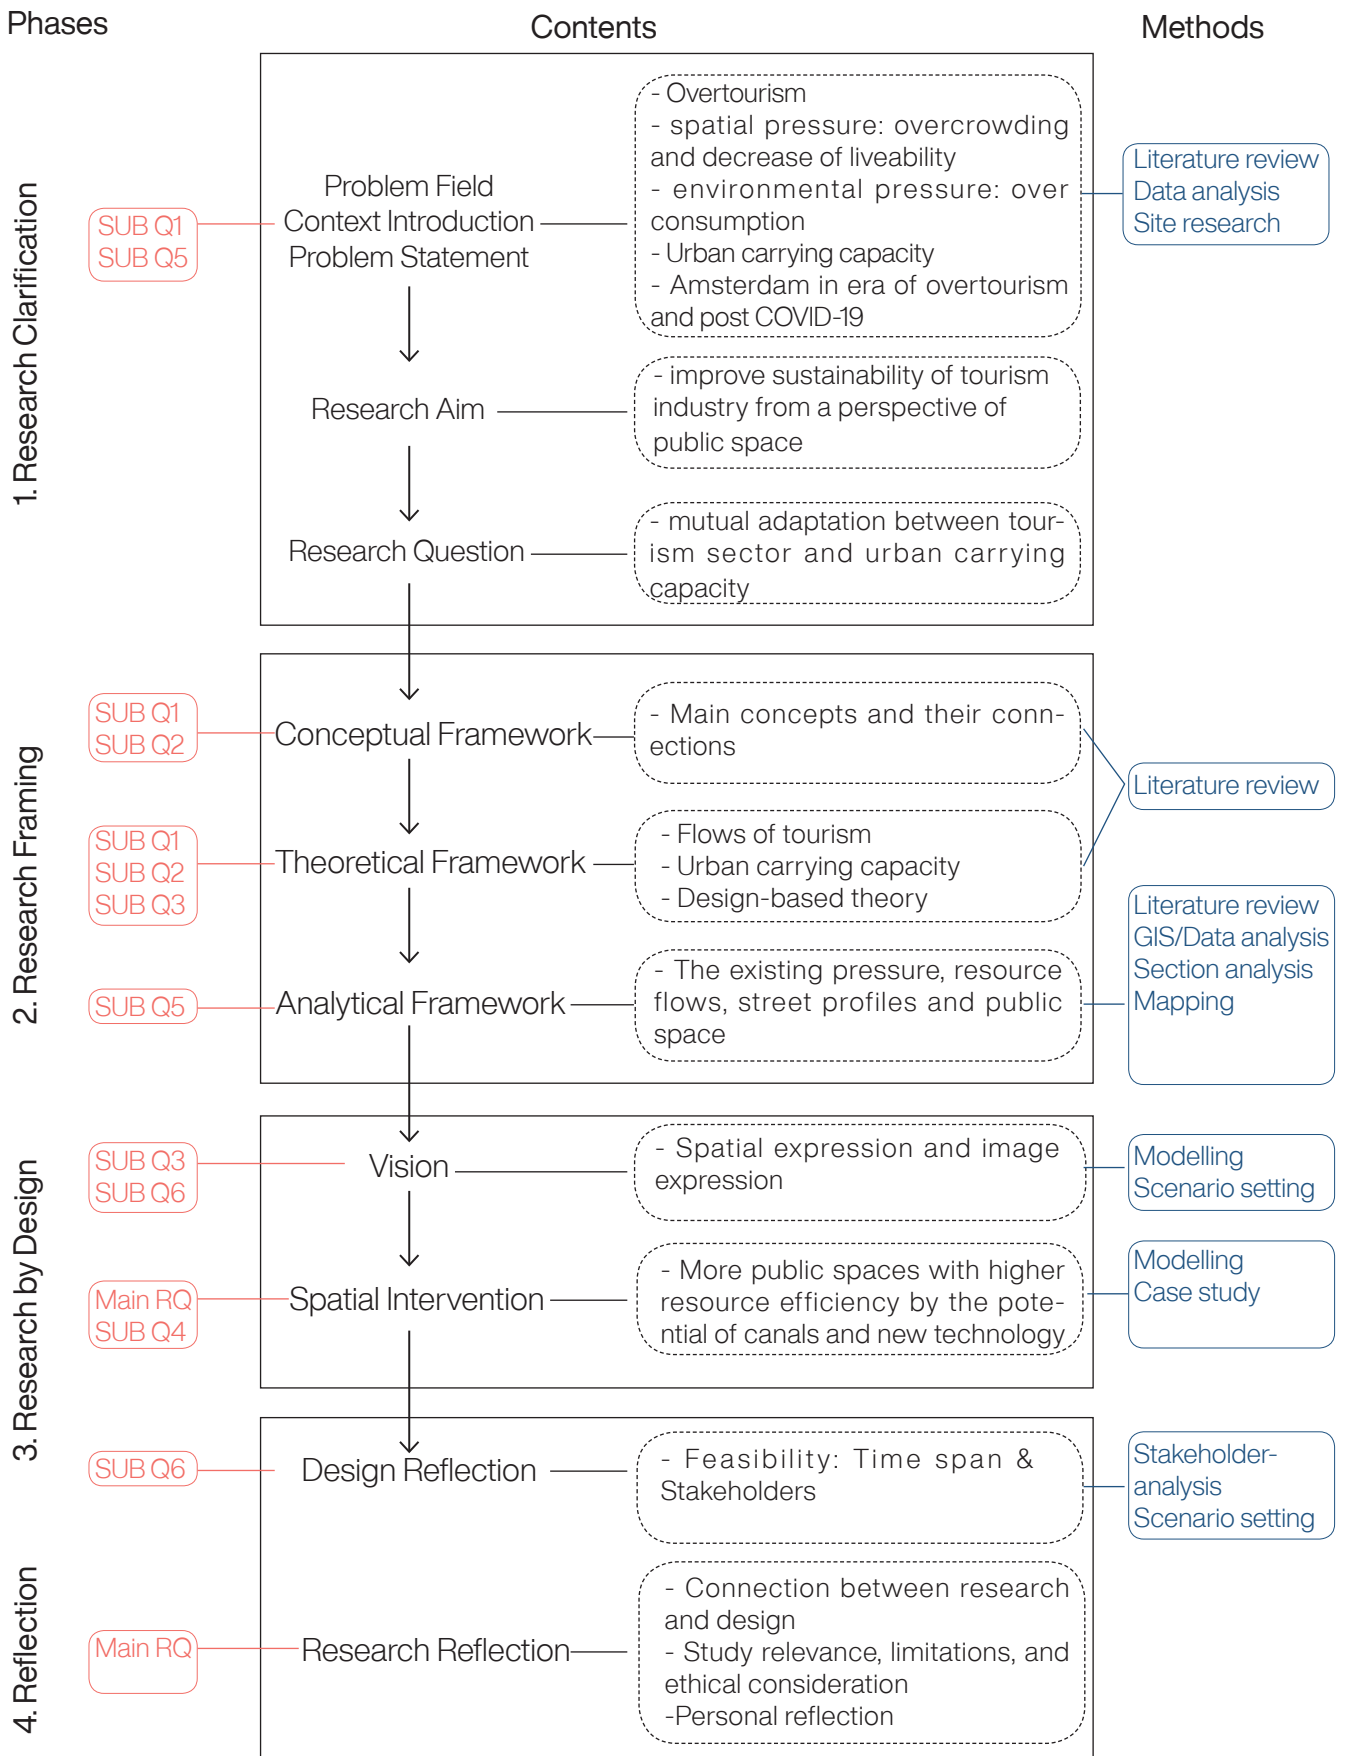 Phases
Contents
Methods
1. Research Clarification
SUB Q1
SUB Q5
Problem Field
Context Introduction
Problem Statement
- Overtourism
- spatial pressure: overcrowding
and decrease of liveability
- environmental pressure: over
consumption
- Urban carrying capacity
- Amsterdam in era of overtourism
and post COVID-19
Literature review
Data analysis
Site research
Research Aim
- improve sustainability of tourism
industry from a perspective of
public space
Research Question
- mutual adaptation between tour-
ism sector and urban carrying
capacity
2. Research Framing
SUB Q1
SUB Q2
Conceptual Framework
- Main concepts and their conn-
ections
Literature review
SUB Q1
SUB Q2
SUB Q3
Theoretical Framework
- Flows of tourism
- Urban carrying capacity
- Design-based theory
SUB Q5
Analytical Framework
- The existing pressure, resource
flows, street profiles and public
space
Literature review
GIS/Data analysis
Section analysis
Mapping
3. Research by Design
SUB Q3
SUB Q6
Vision
- Spatial expression and image
expression
Modelling
Scenario setting
Main RQ
SUB Q4
Spatial Intervention
- More public spaces with higher
resource efficiency by the pote-
ntial of canals and new technology
Modelling
Case study
4. Reflection
SUB Q6
Design Reflection
- Feasibility: Time span &
Stakeholders
Stakeholder-
analysis
Scenario setting
Main RQ
Research Reflection
- Connection between research
and design
- Study relevance, limitations, and
ethical consideration
-Personal reflection